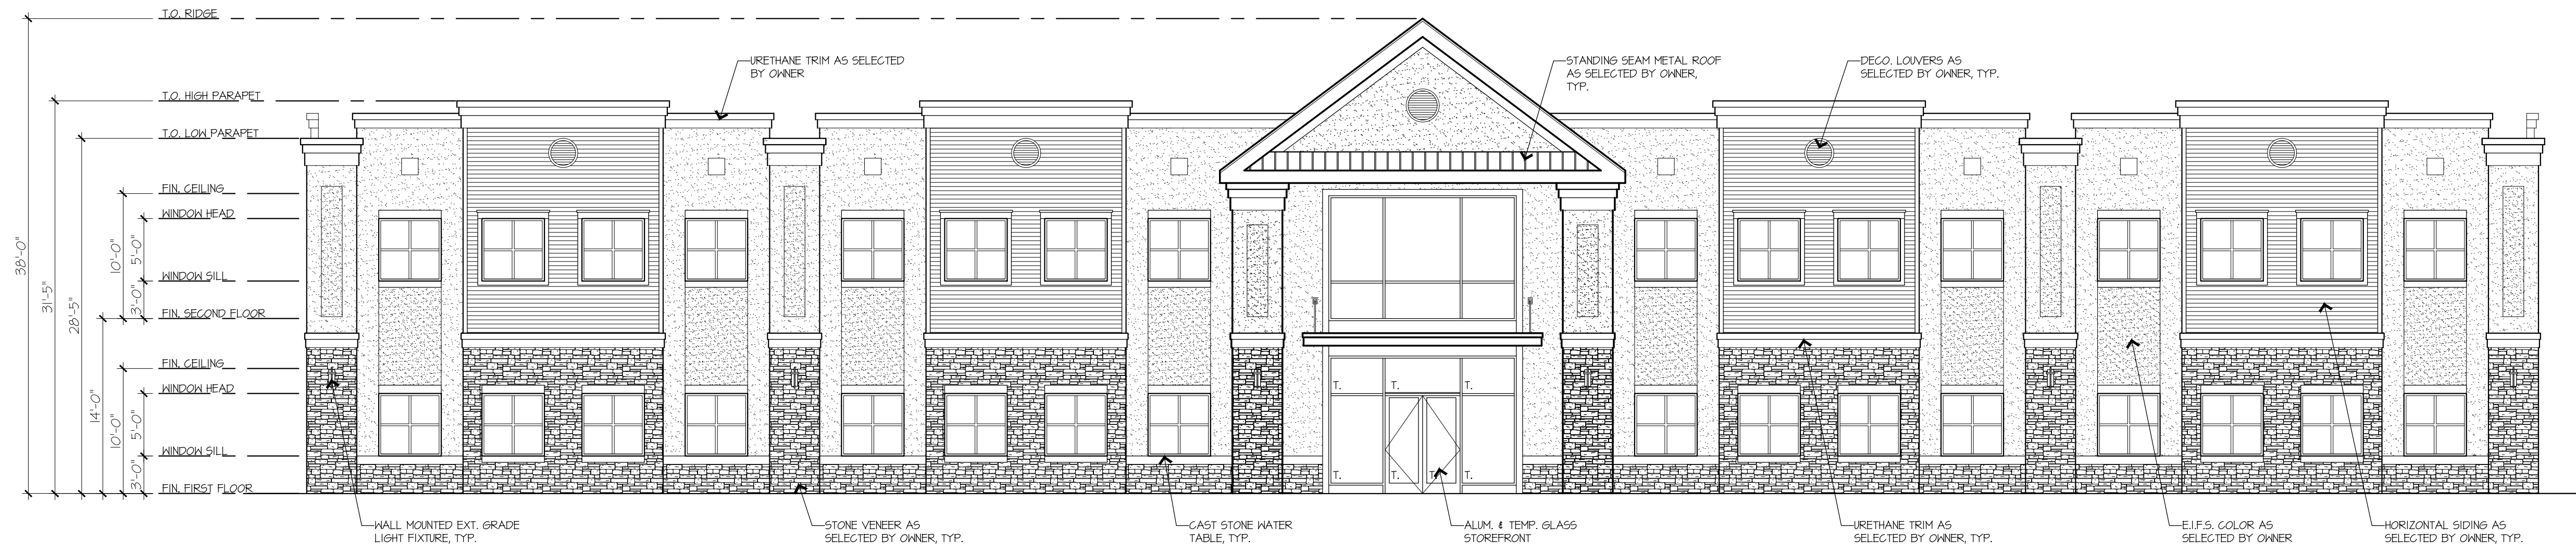 T.O. RIDGE
URETHANE TRIM AS SELECTED
BY OWNER
STANDING SEAM METAL ROOF
AS SELECTED BY OWNER,
TYP.
DECO. LOUVERS AS
SELECTED BY OWNER, TYP.
T.O. HIGH PARAPET
T.O. LOW PARAPET
FIN. CEILING
WINDOW HEAD
WINDOW SILL
FIN. SECOND FLOOR
FIN. CEILING
WINDOW HEAD
WINDOW SILL
FIN. FIRST FLOOR
38'-0"
31'-5"
28'-5"
14'-0"
10'-0"
5'-0"
3'-0"
10'-0"
5'-0"
3'-0"
T. T. T.
T. T. T. T.
WALL MOUNTED EXT. GRADE
LIGHT FIXTURE, TYP.
STONE VENEER AS
SELECTED BY OWNER, TYP.
CAST STONE WATER
TABLE, TYP.
ALUM. & TEMP. GLASS
STOREFRONT
URETHANE TRIM AS
SELECTED BY OWNER, TYP.
E.I.F.S. COLOR AS
SELECTED BY OWNER
HORIZONTAL SIDING AS
SELECTED BY OWNER, TYP.